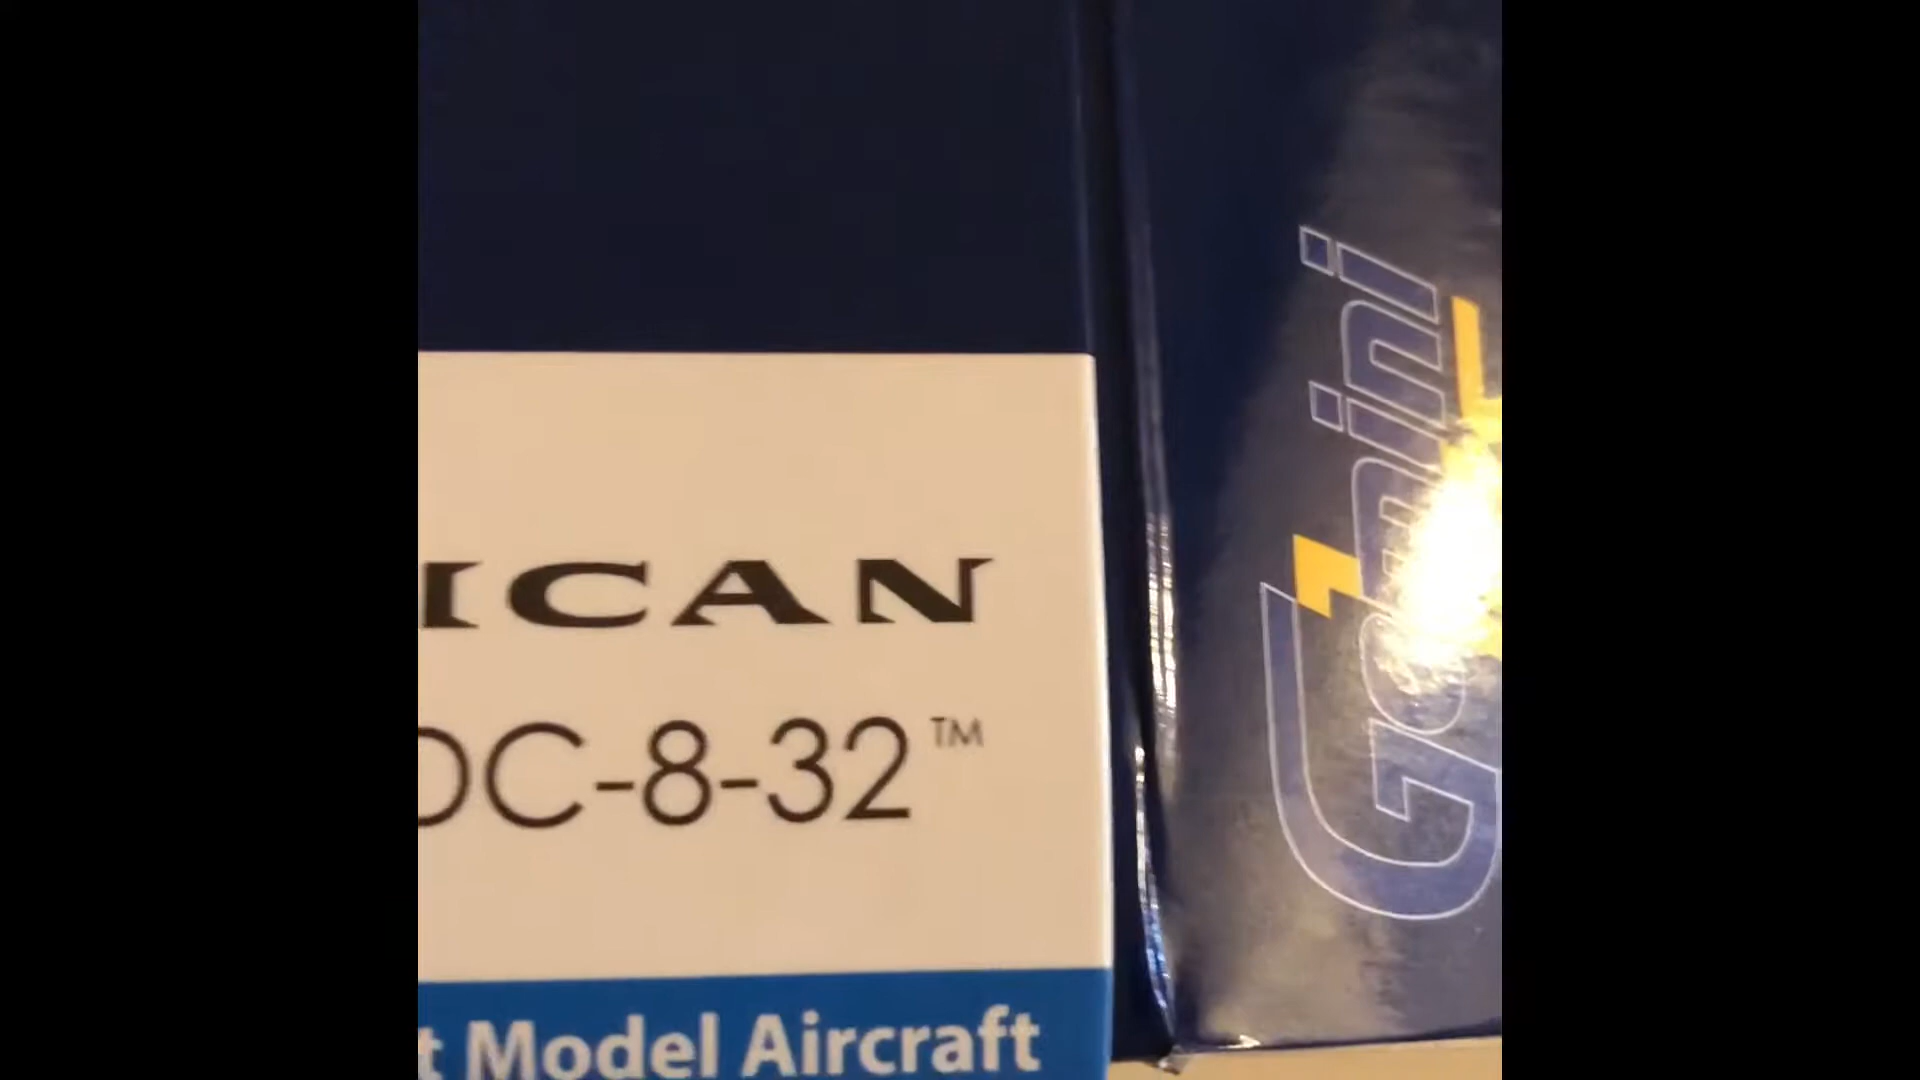 ICAN
DC-8-32™
t Model Aircraft
Gemini